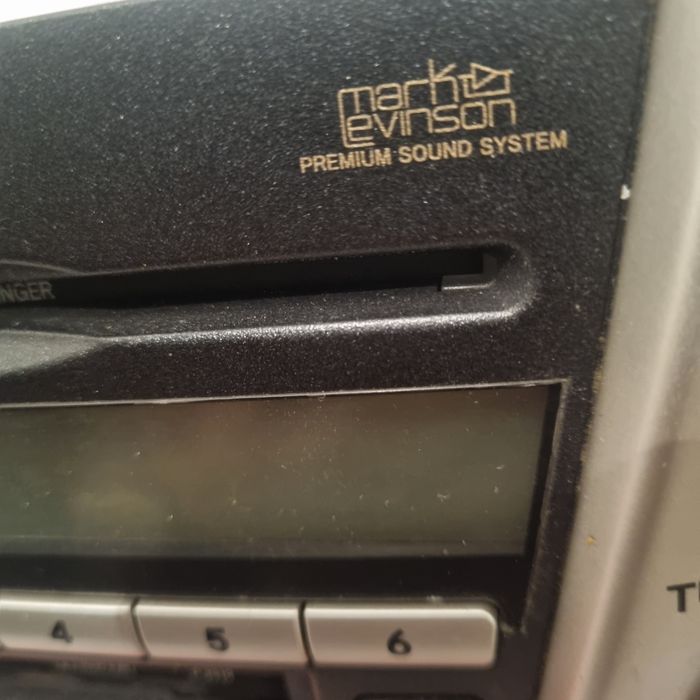 mark
Levinson
PREMIUM SOUND SYSTEM
NGER
4 5 6